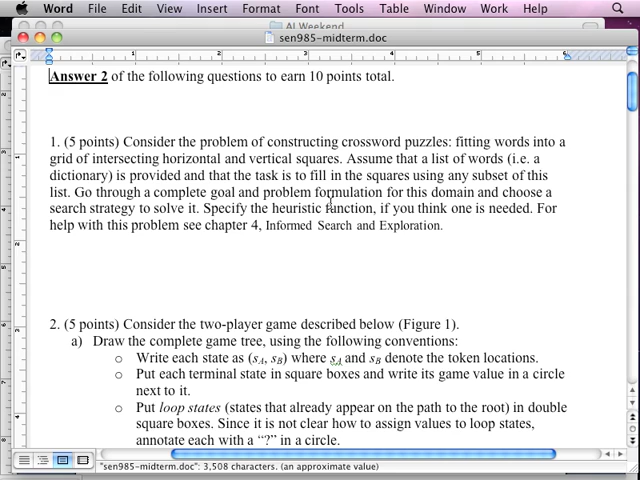 Word File Edit View Insert Format Font Tools Table Window Work Help
AI Weekend
sen985-midterm.doc
Answer 2 of the following questions to earn 10 points total.
1. (5 points) Consider the problem of constructing crossword puzzles: fitting words into a
grid of intersecting horizontal and vertical squares. Assume that a list of words (i.e. a
dictionary) is provided and that the task is to fill in the squares using any subset of this
list. Go through a complete goal and problem formulation for this domain and choose a
search strategy to solve it. Specify the heuristic function, if you think one is needed. For
help with this problem see chapter 4, Informed Search and Exploration.
2. (5 points) Consider the two-player game described below (Figure 1).
a) Draw the complete game tree, using the following conventions:
o Write each state as (sA, sB) where sA and sB denote the token locations.
o Put each terminal state in square boxes and write its game value in a circle
next to it.
o Put loop states (states that already appear on the path to the root) in double
square boxes. Since it is not clear how to assign values to loop states,
annotate each with a “?” in a circle.
"sen985-midterm.doc": 3,508 characters. (an approximate value)